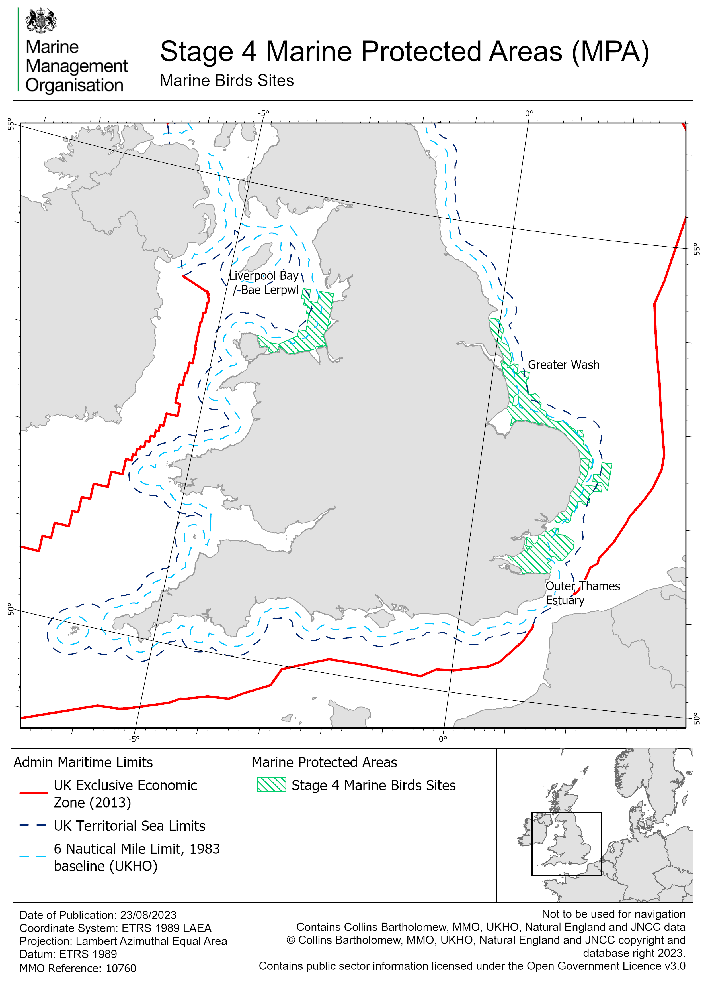 Marine
Management
Organisation
Stage 4 Marine Protected Areas (MPA)
Marine Birds Sites
-5°
0°
55°
55°
Liverpool Bay
/ Bae Lerpwl
Greater Wash
Outer Thames
Estuary
50°
50°
-5°
0°
Admin Maritime Limits
UK Exclusive Economic
Zone (2013)
UK Territorial Sea Limits
6 Nautical Mile Limit, 1983
baseline (UKHO)
Marine Protected Areas
Stage 4 Marine Birds Sites
Date of Publication: 23/08/2023
Coordinate System: ETRS 1989 LAEA
Projection: Lambert Azimuthal Equal Area
Datum: ETRS 1989
MMO Reference: 10760
Not to be used for navigation
Contains Collins Bartholomew, MMO, UKHO, Natural England and JNCC data
© Collins Bartholomew, MMO, UKHO, Natural England and JNCC copyright and
database right 2023.
Contains public sector information licensed under the Open Government Licence v3.0